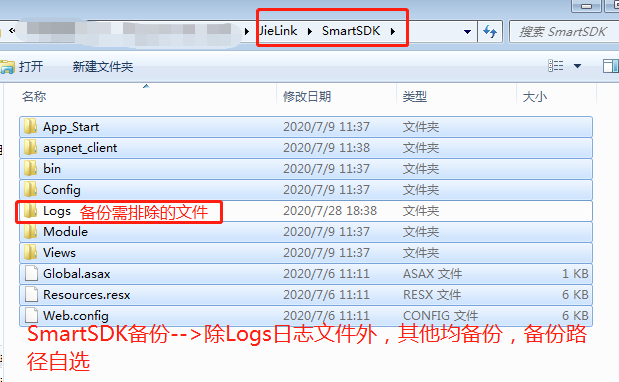 « JieLink SmartSDK 搜索 SmartSDK
打开 新建文件夹
名称 修改日期 类型 大小
App_Start 2020/7/9 11:37 文件夹
aspnet_client 2020/7/9 11:38 文件夹
bin 2020/7/9 11:37 文件夹
Config 2020/7/9 11:37 文件夹
Logs 备份需排除的文件 2020/7/28 18:38 文件夹
Module 2020/7/9 11:37 文件夹
Views 2020/7/9 11:37 文件夹
Global.asax 2020/7/6 11:11 ASAX 文件 1 KB
Resources.resx 2020/7/6 11:11 RESX 文件 6 KB
Web.config 2020/7/6 11:11 CONFIG 文件 6 KB
SmartSDK备份-->除Logs日志文件外，其他均备份，备份路
径自选